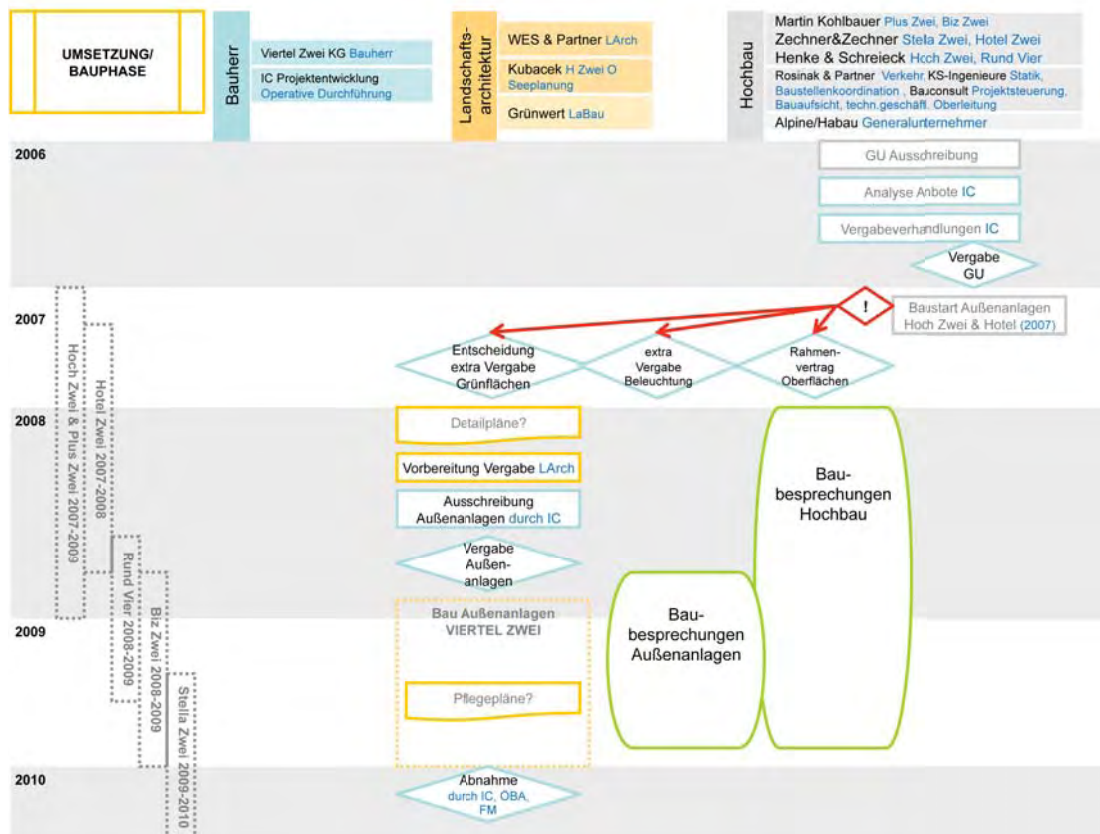 UMSETZUNG/
BAUPHASE
Bauherr
Viertel Zwei KG Bauherr
IC Projektentwicklung
Operative Durchführung
Landschafts-
architektur
WES & Partner LArch
Kubacek H Zwei O
Seeplanung
Grünwert LaBau
Hochbau
Martin Kohlbauer Plus Zwei, Biz Zwei
Zechner&Zechner Stella Zwei, Hotel Zwei
Henke & Schreieck Hoch Zwei, Rund Vier
Rosinak & Partner Verkehr KS-Ingenieure Statik,
Baustellenkoordination , Bauconsult Projektsteuerung,
Bauaufsicht, techn.geschäftl. Oberleitung
Alpine/Habau Generalunternehmer
2006
GU Ausschreibung
Analyse Anbote IC
Vergabeverhandlungen IC
Vergabe
GU
2007
!
Baustart Außenanlagen
Hoch Zwei & Hotel (2007)
Entscheidung
extra Vergabe
Grünflächen
extra
Vergabe
Beleuchtung
Rahmen-
vertrag
Oberflächen
Hoch Zwei & Plus Zwei 2007-2009
Hotel Zwei 2007-2008
2008
Detailpläne?
Vorbereitung Vergabe LArch
Ausschreibung
Außenanlagen durch IC
Vergabe
Außen-
anlagen
Bau-
besprechungen
Hochbau
Rund Vier 2008-2009
Biz Zwei 2008-2009
2009
Bau Außenanlagen
VIERTEL ZWEI
Pflegepläne?
Bau-
besprechungen
Außenanlagen
Stella Zwei 2009-2010
2010
Abnahme
durch IC, ÖBA,
FM